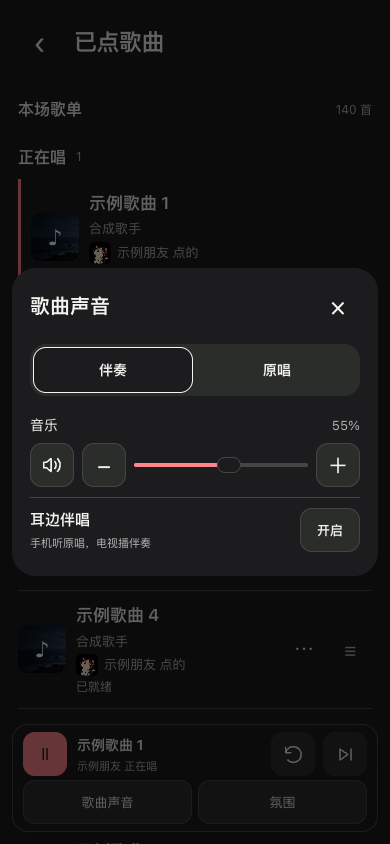 已点歌曲
本场歌单
140 首
正在唱 1
示例歌曲 1
合成歌手
示例朋友 点的
歌曲声音
伴奏
原唱
音乐
55%
耳边伴唱
手机听原唱，电视播伴奏
开启
示例歌曲 4
合成歌手
示例朋友 点的
已就绪
示例歌曲 1
示例朋友 正在唱
歌曲声音
氛围